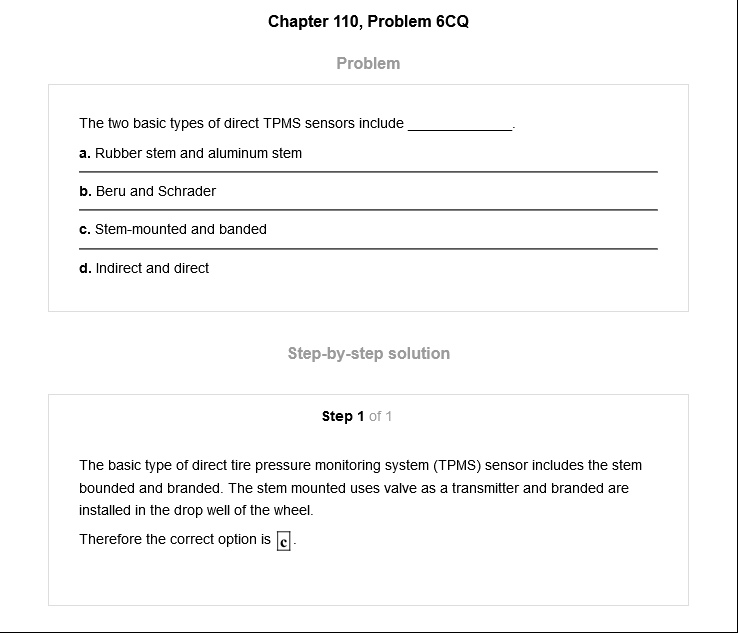 Chapter 110, Problem 6CQ
Problem
The two basic types of direct TPMS sensors include _____________.
a. Rubber stem and aluminum stem
b. Beru and Schrader
c. Stem-mounted and banded
d. Indirect and direct
Step-by-step solution
Step 1 of 1
The basic type of direct tire pressure monitoring system (TPMS) sensor includes the stem
bounded and branded. The stem mounted uses valve as a transmitter and branded are
installed in the drop well of the wheel.
Therefore the correct option is c.